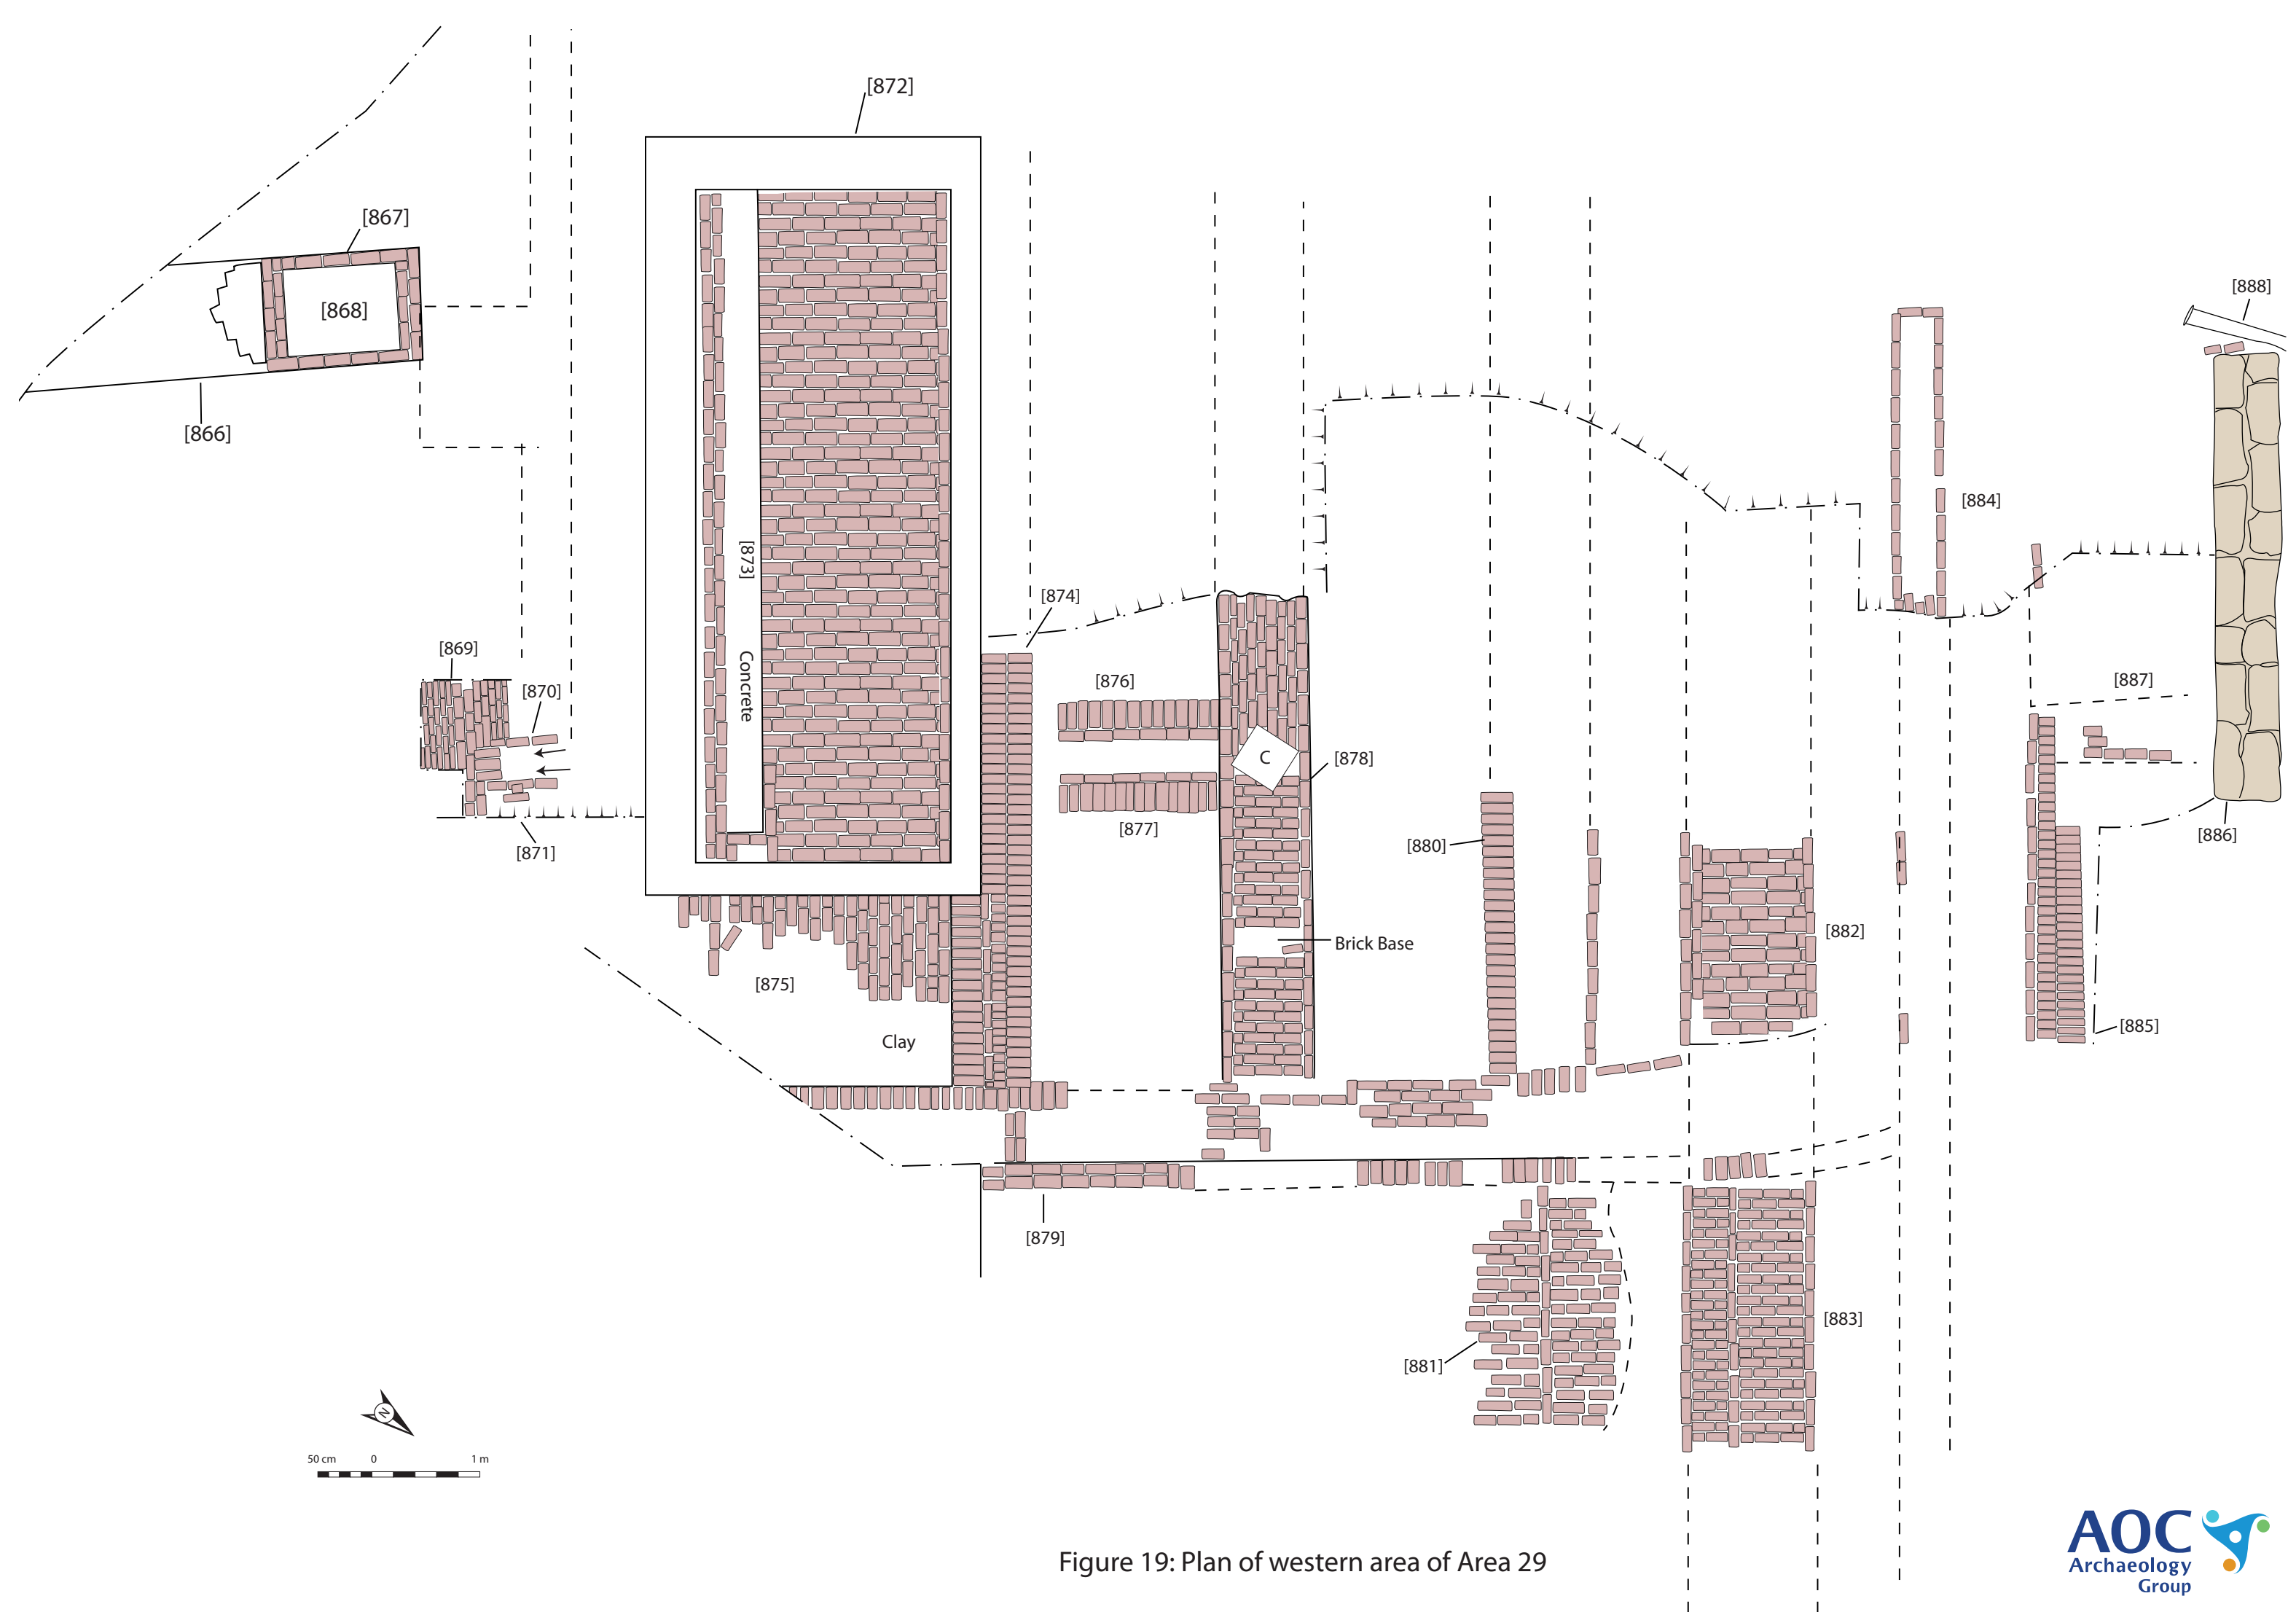 [872]
[867]
[868]
[866]
[888]
[884]
[873]
Concrete
[874]
[869]
[870]
[876]
[887]
C
[878]
[877]
[880]
[871]
[886]
[882]
Brick Base
[875]
[885]
Clay
[879]
[883]
[881]
N
50 cm 0 1 m
Figure 19: Plan of western area of Area 29
AOC
Archaeology
Group